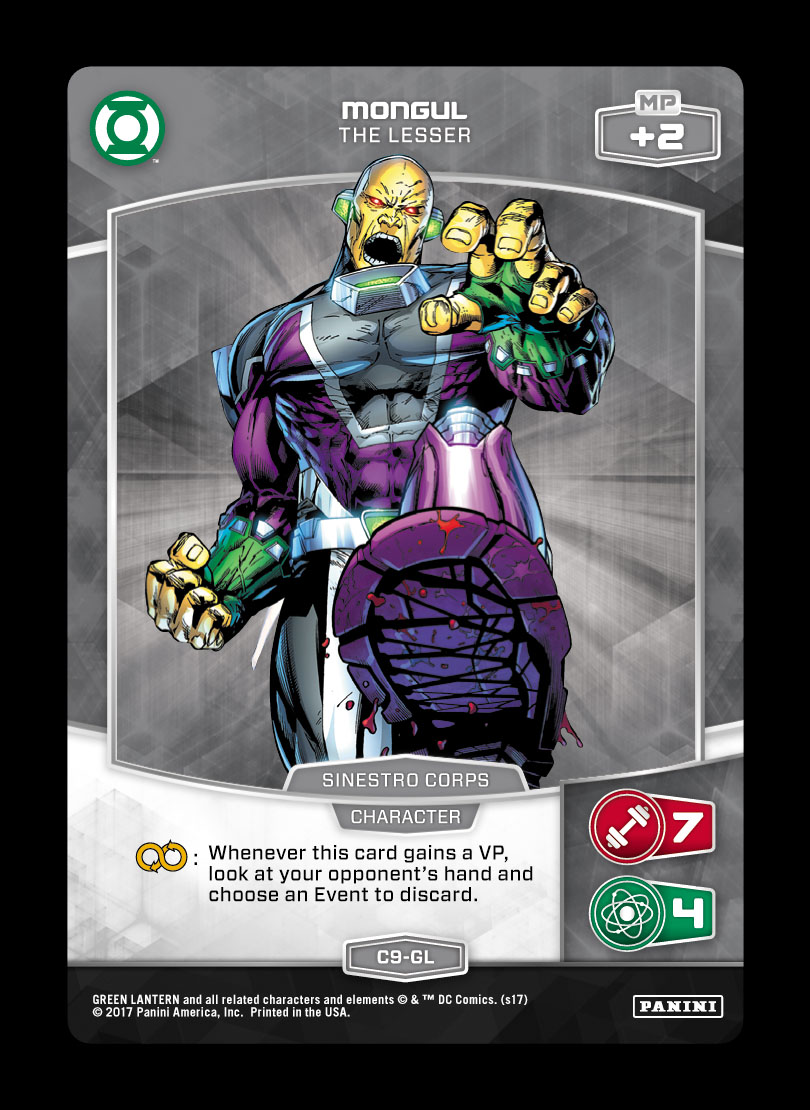 MONGUL
THE LESSER
MP
+2
™
SINESTRO CORPS
CHARACTER
: Whenever this card gains a VP,
look at your opponent's hand and
choose an Event to discard.
7
4
C9-GL
GREEN LANTERN and all related characters and elements © & ™ DC Comics. (s17)
© 2017 Panini America, Inc. Printed in the USA.
PANINI